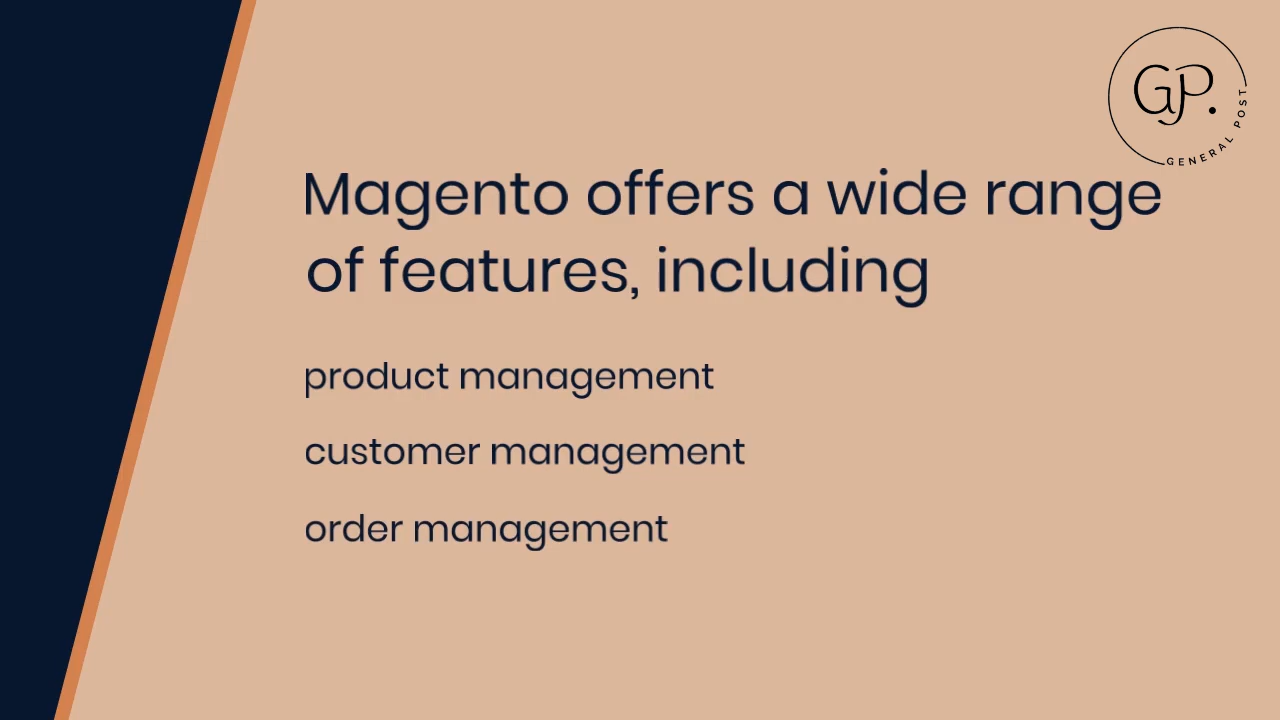 GP.
GENERAL POST
Magento offers a wide range
of features, including
product management
customer management
order management